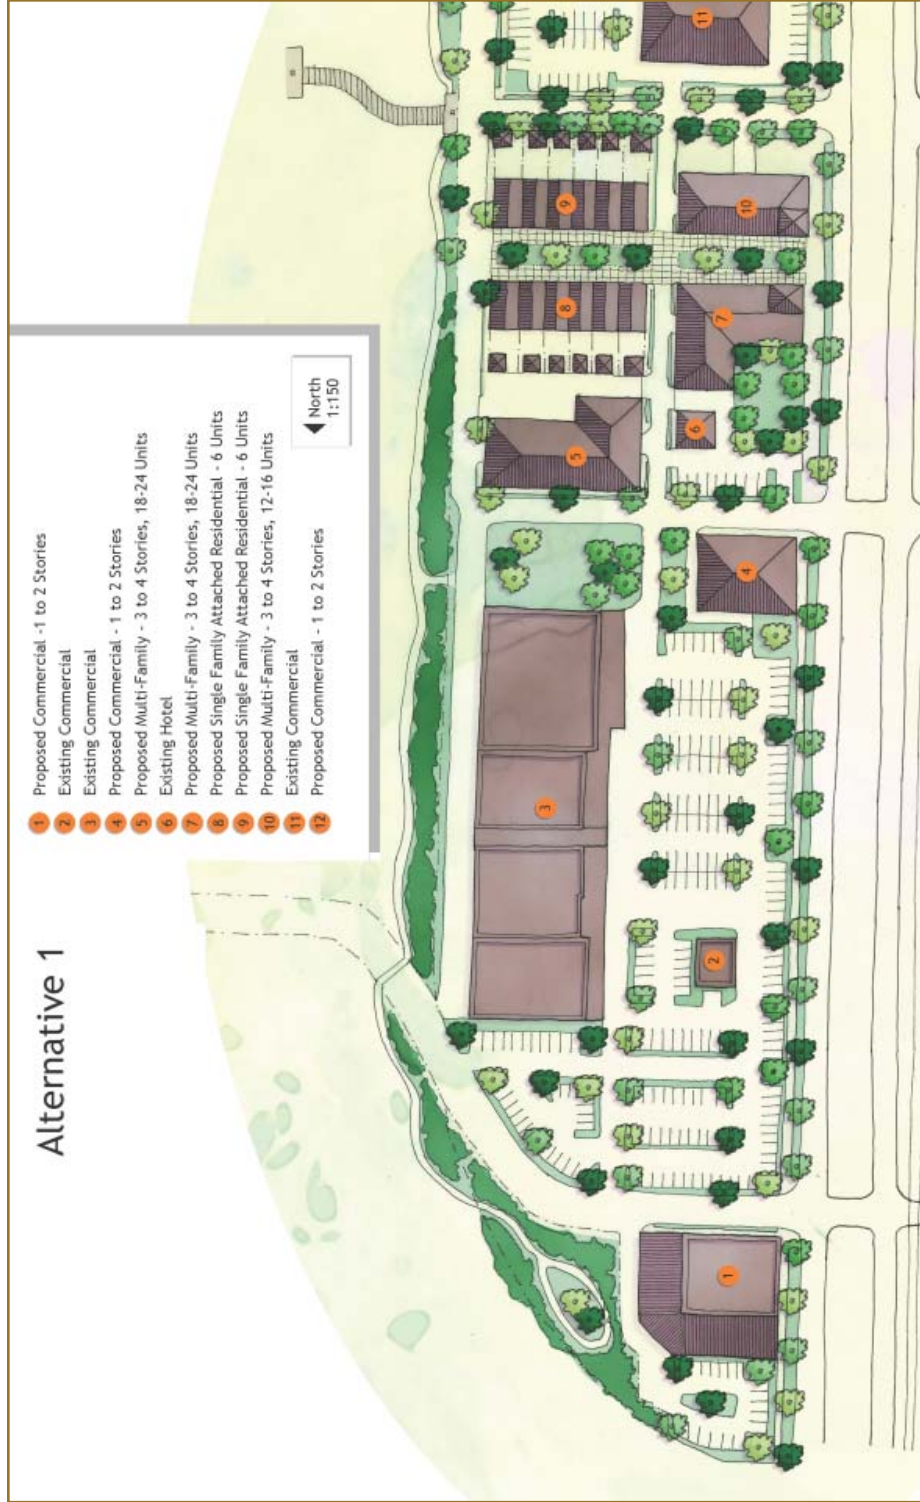 Alternative 1
1 Proposed Commercial -1 to 2 Stories
2 Existing Commercial
3 Existing Commercial
4 Proposed Commercial - 1 to 2 Stories
5 Proposed Multi-Family - 3 to 4 Stories, 18-24 Units
6 Existing Hotel
7 Proposed Multi-Family - 3 to 4 Stories, 18-24 Units
8 Proposed Single Family Attached Residential - 6 Units
9 Proposed Single Family Attached Residential - 6 Units
10 Proposed Multi-Family - 3 to 4 Stories, 12-16 Units
11 Existing Commercial
12 Proposed Commercial - 1 to 2 Stories
North
1:150
1
2
3
4
5
6
7
8
9
10
11